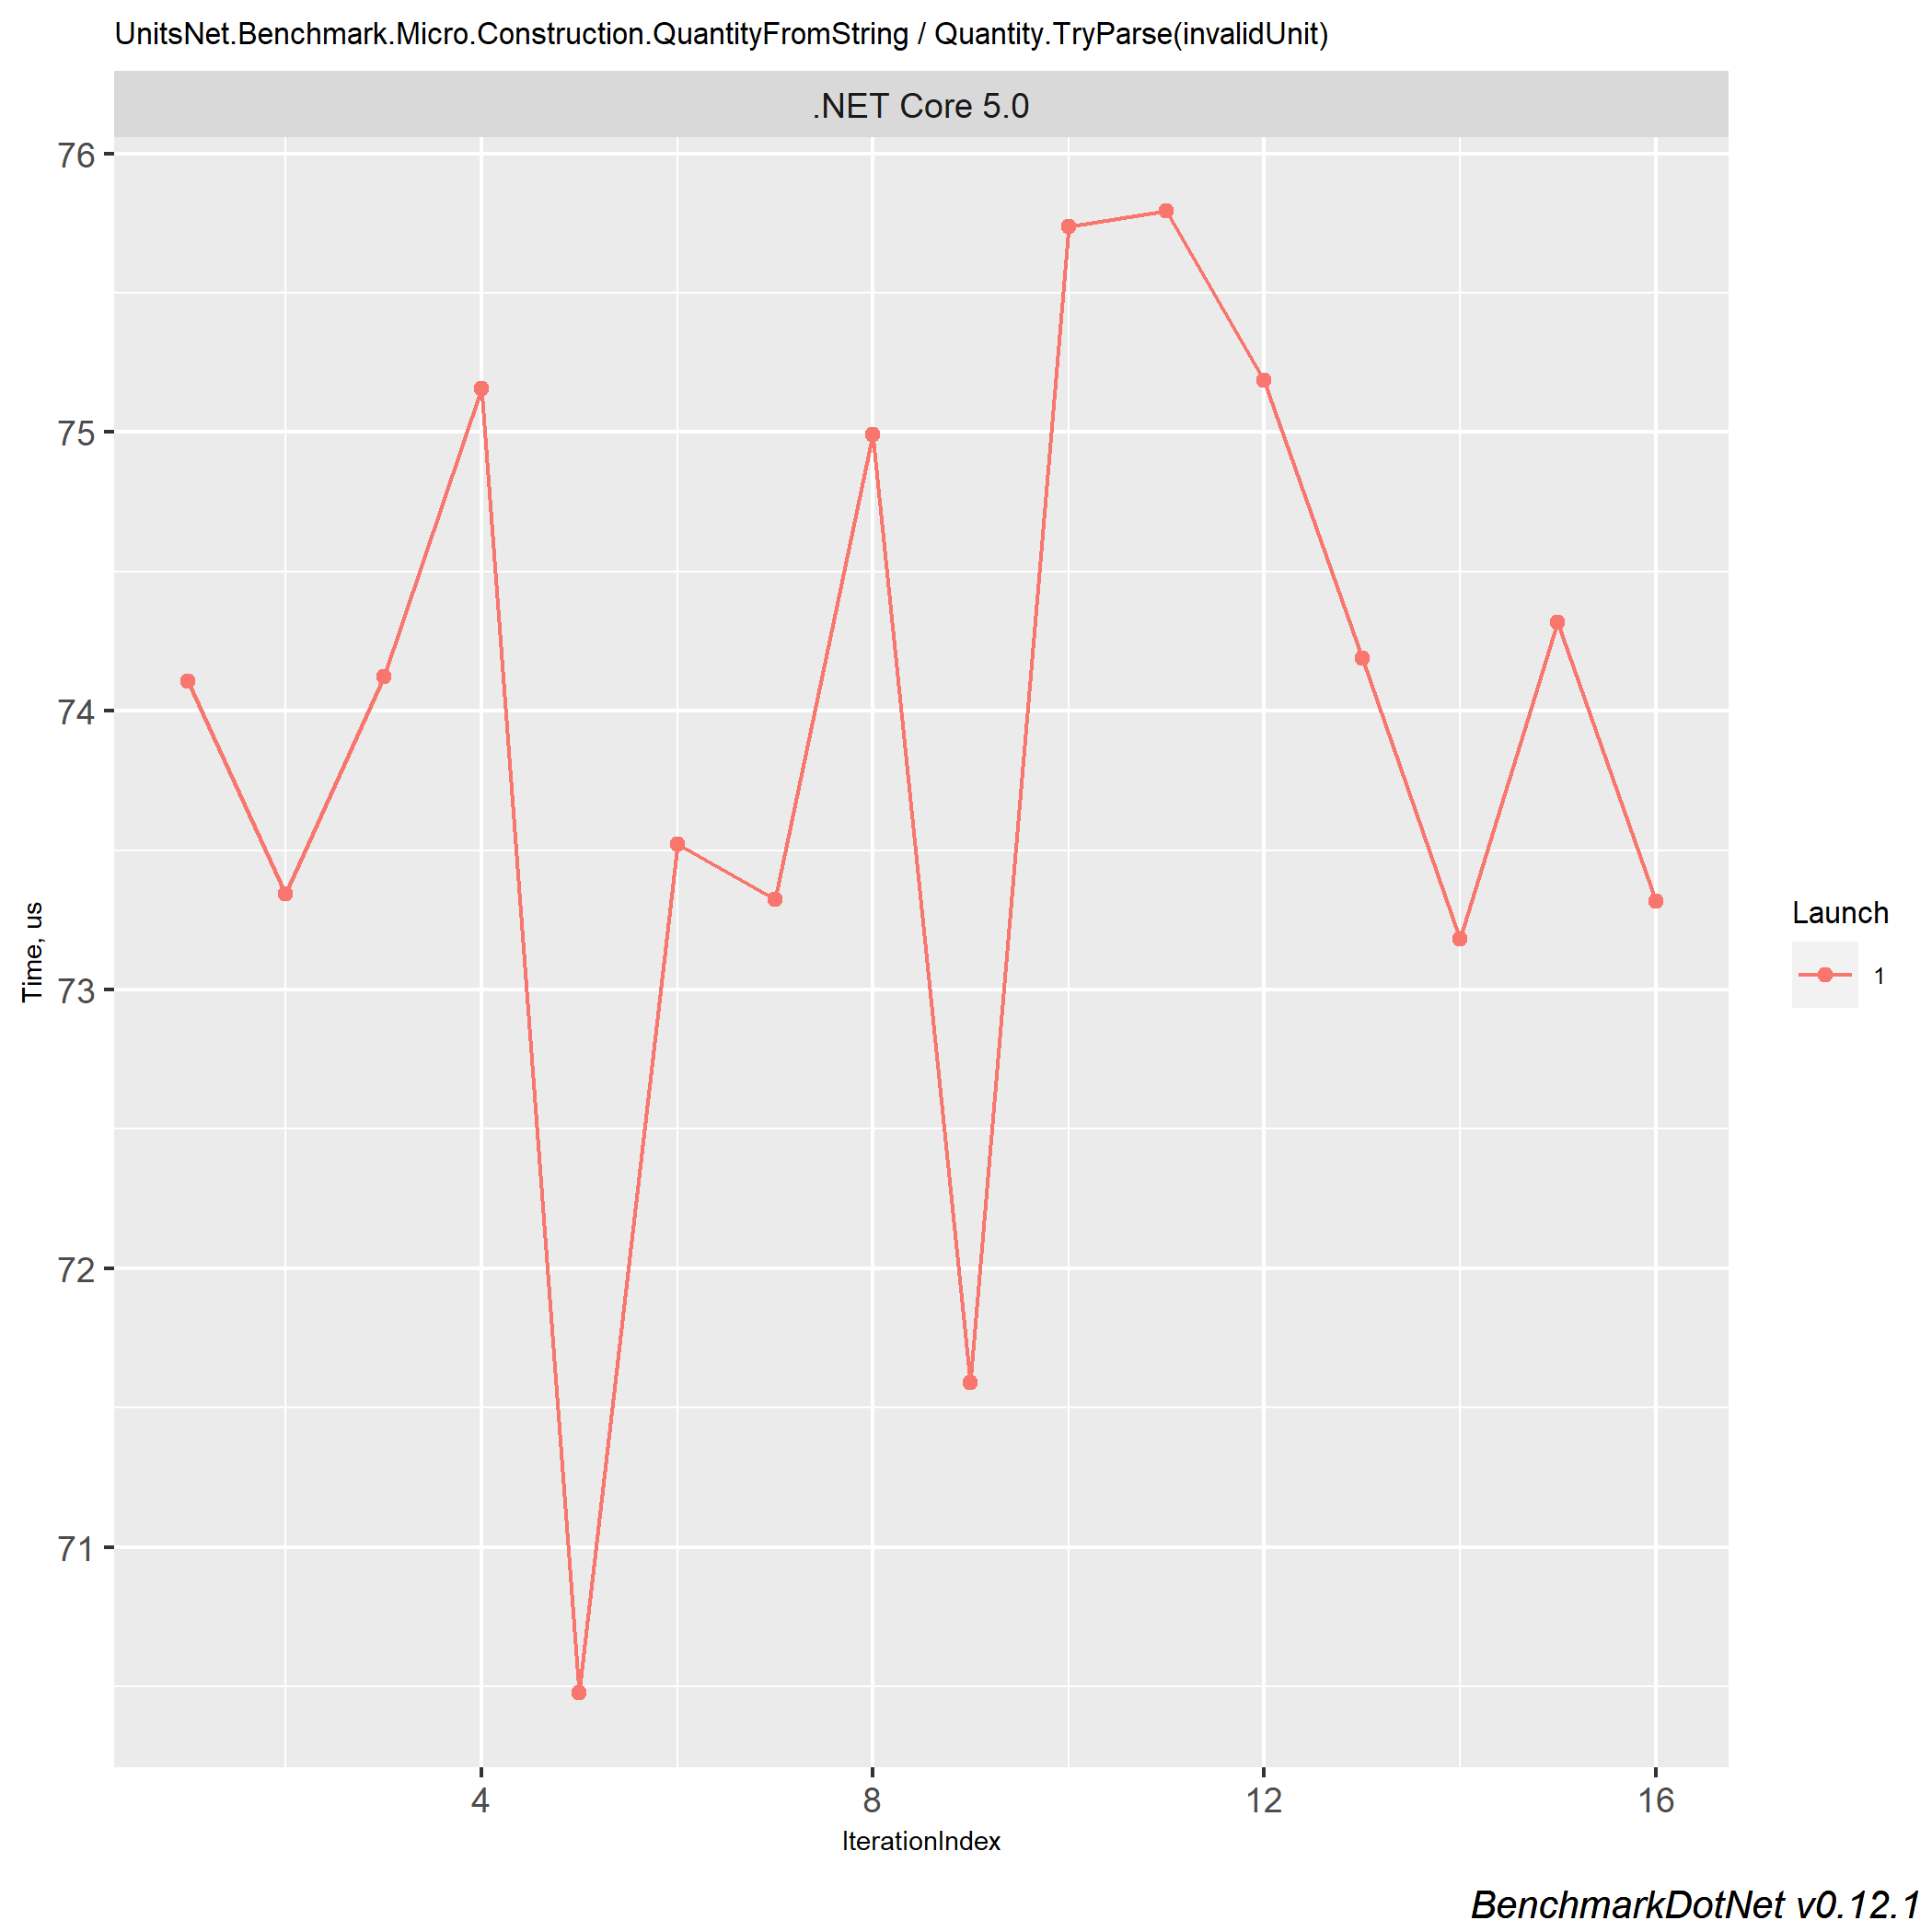 UnitsNet.Benchmark.Micro.Construction.QuantityFromString / Quantity.TryParse(invalidUnit)
.NET Core 5.0
76
75
74
73
72
71
Time, us
4 8 12 16
IterationIndex
Launch
1
BenchmarkDotNet v0.12.1